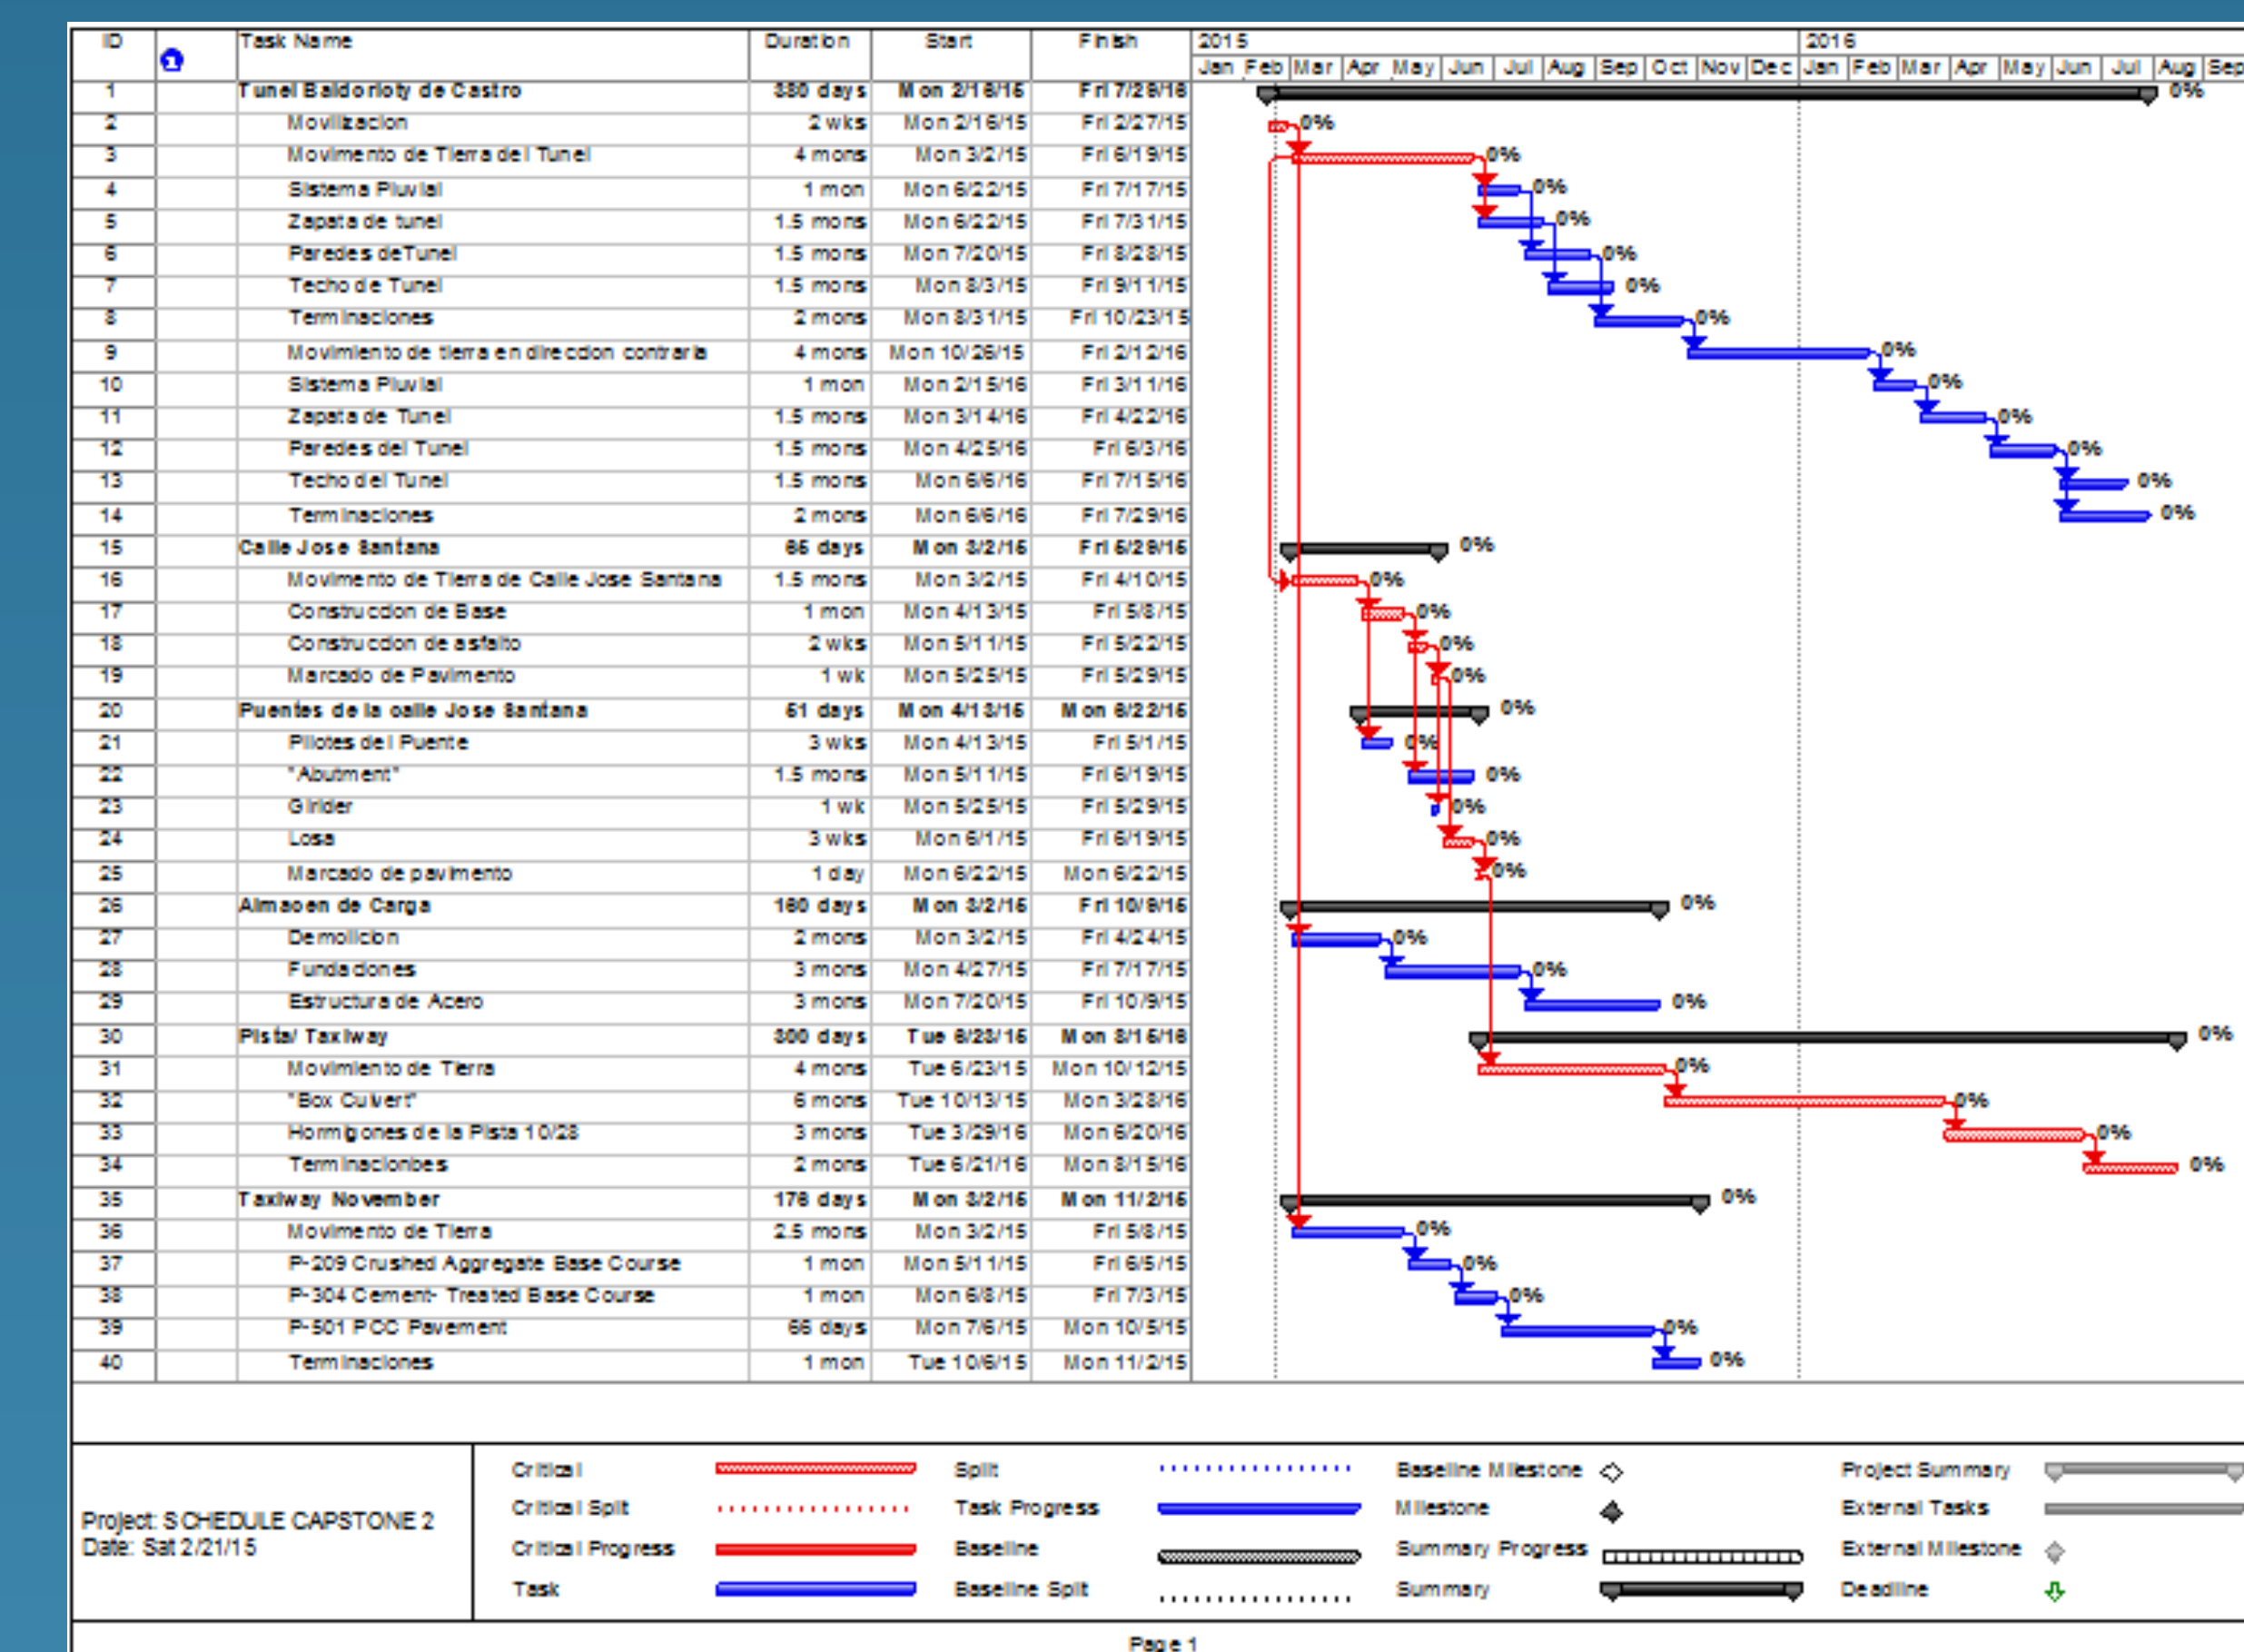 ID Task Name Duration Start Finish 2015 2016
Jan Feb Mar Apr May Jun Jul Aug Sep Oct Nov Dec Jan Feb Mar Apr May Jun Jul Aug Sep
1 Tunel Baldorioty de Castro 380 days Mon 2/16/15 Fri 7/29/16 0%
2 Movilizacion 2 wks Mon 2/16/15 Fri 2/27/15 0%
3 Movimento de Tierra del Tunel 4 mons Mon 3/2/15 Fri 6/19/15 0%
4 Sistema Pluvial 1 mon Mon 6/22/15 Fri 7/17/15 0%
5 Zapata de tunel 1.5 mons Mon 6/22/15 Fri 7/31/15 0%
6 Paredes de Tunel 1.5 mons Mon 7/20/15 Fri 8/28/15 0%
7 Techo de Tunel 1.5 mons Mon 8/3/15 Fri 9/11/15 0%
8 Terminaciones 2 mons Mon 8/31/15 Fri 10/23/15 0%
9 Movimiento de tierra en direccion contraria 4 mons Mon 10/26/15 Fri 2/12/16 0%
10 Sistema Pluvial 1 mon Mon 2/15/16 Fri 3/11/16 0%
11 Zapata de Tunel 1.5 mons Mon 3/14/16 Fri 4/22/16 0%
12 Paredes del Tunel 1.5 mons Mon 4/25/16 Fri 6/3/16 0%
13 Techo del Tunel 1.5 mons Mon 6/6/16 Fri 7/15/16 0%
14 Terminaciones 2 mons Mon 6/6/16 Fri 7/29/16 0%
15 Calle Jose Santana 65 days Mon 3/2/15 Fri 5/29/15 0%
16 Movimento de Tierra de Calle Jose Santana 1.5 mons Mon 3/2/15 Fri 4/10/15 0%
17 Construccion de Base 1 mon Mon 4/13/15 Fri 5/8/15 0%
18 Construccion de asfalto 2 wks Mon 5/11/15 Fri 5/22/15 0%
19 Marcado de Pavimento 1 wk Mon 5/25/15 Fri 5/29/15 0%
20 Puentes de la calle Jose Santana 51 days Mon 4/13/15 Mon 6/22/15 0%
21 Pilotes del Puente 3 wks Mon 4/13/15 Fri 5/1/15 0%
22 "Abutment" 1.5 mons Mon 5/11/15 Fri 6/19/15 0%
23 Girider 1 wk Mon 5/25/15 Fri 5/29/15 0%
24 Losa 3 wks Mon 6/1/15 Fri 6/19/15 0%
25 Marcado de pavimento 1 day Mon 6/22/15 Mon 6/22/15 0%
26 Almacen de Carga 160 days Mon 3/2/15 Fri 10/9/15 0%
27 Demolicion 2 mons Mon 3/2/15 Fri 4/24/15 0%
28 Fundaciones 3 mons Mon 4/27/15 Fri 7/17/15 0%
29 Estructura de Acero 3 mons Mon 7/20/15 Fri 10/9/15 0%
30 Pista/ Taxiway 300 days Tue 6/23/15 Mon 8/15/16 0%
31 Movimiento de Tierra 4 mons Tue 6/23/15 Mon 10/12/15 0%
32 "Box Culvert" 6 mons Tue 10/13/15 Mon 3/28/16 0%
33 Hormigones de la Pista 10/28 3 mons Tue 3/29/16 Mon 6/20/16 0%
34 Terminacionbes 2 mons Tue 6/21/16 Mon 8/15/16 0%
35 Taxiway November 176 days Mon 3/2/15 Mon 11/2/15 0%
36 Movimento de Tierra 2.5 mons Mon 3/2/15 Fri 5/8/15 0%
37 P-209 Crushed Aggregate Base Course 1 mon Mon 5/11/15 Fri 6/5/15 0%
38 P-304 Cement- Treated Base Course 1 mon Mon 6/8/15 Fri 7/3/15 0%
39 P-501 PCC Pavement 66 days Mon 7/6/15 Mon 10/5/15 0%
40 Terminaciones 1 mon Tue 10/6/15 Mon 11/2/15 0%
Project: SCHEDULE CAPSTONE 2
Date: Sat 2/21/15
Critical Split Baseline Milestone Project Summary
Critical Split Task Progress Milestone External Tasks
Critical Progress Baseline Summary Progress External Milestone
Task Baseline Split Summary Deadline
Page 1